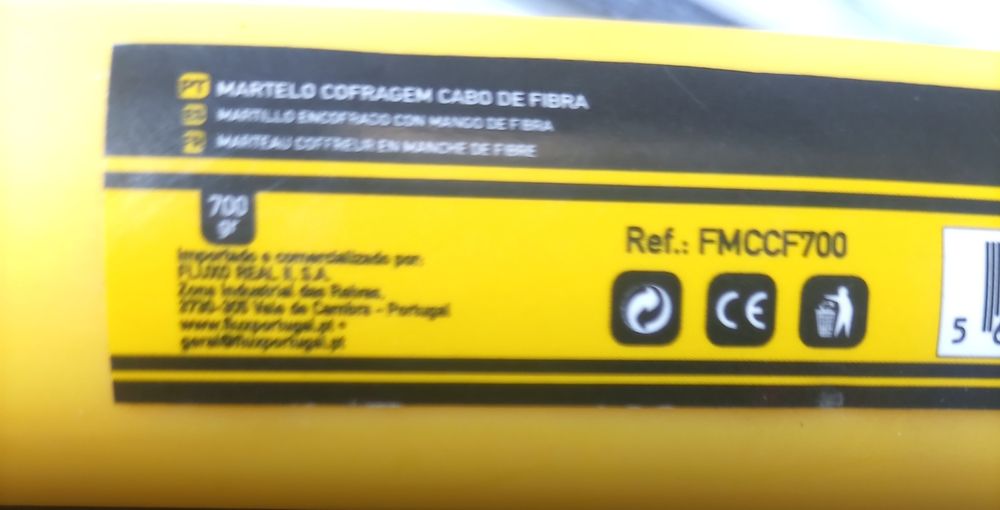 PT MARTELO COFRAGEM CABO DE FIBRA
MARTILLO ENCOFRADO CON MANGO DE FIBRA
MARTEAU COFFREUR EN MANCHE DE FIBRE
700
gr
Importado e comercializado por:
FLUXO REAL II, S.A.
Zona Industrial das Relvas,
3730-305 Vale de Cambra - Portugal
www.fluxportugal.pt •
geral@fluxportugal.pt
Ref.: FMCCF700
CE
5